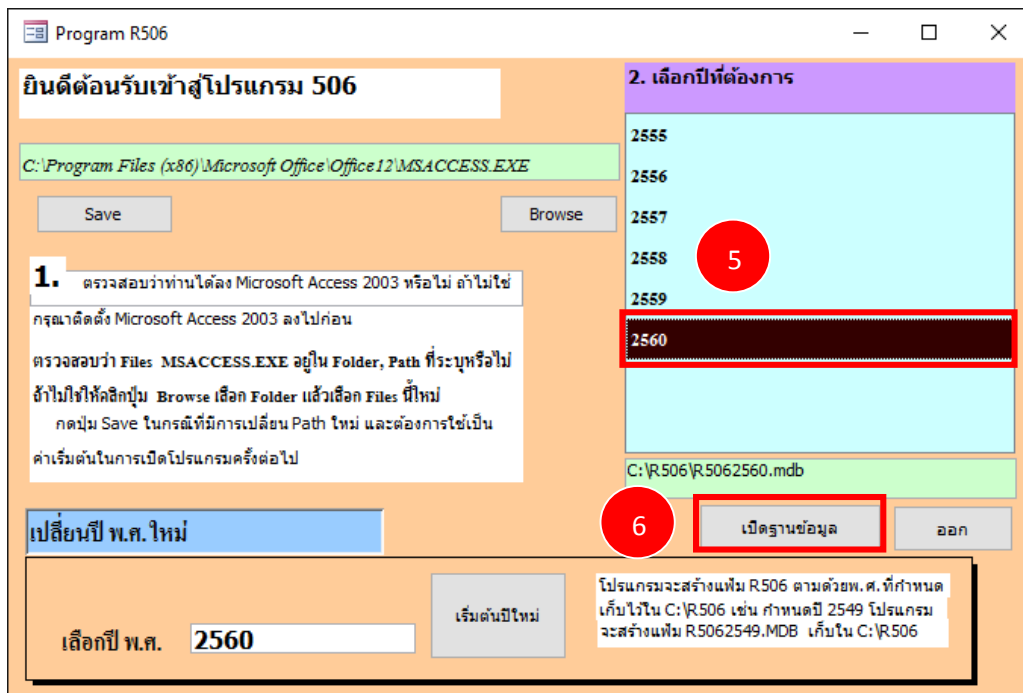 Program R506
ยินดีต้อนรับเข้าสู่โปรแกรม 506
C:\Program Files (x86)\Microsoft Office\Office12\MSACCESS.EXE
Save
Browse
1. ตรวจสอบว่าท่านได้ลง Microsoft Access 2003 หรือไม่ ถ้าไม่ใช่
กรุณาติดตั้ง Microsoft Access 2003 ลงไปก่อน
ตรวจสอบว่า Files MSACCESS.EXE อยู่ใน Folder, Path ที่ระบุหรือไม่
ถ้าไม่ใช่ให้คลิกปุ่ม Browse เลือก Folder แล้วเลือก Files นี้ใหม่
กดปุ่ม Save ในกรณีที่มีการเปลี่ยน Path ใหม่ และต้องการใช้เป็น
ค่าเริ่มต้นในการเปิดโปรแกรมครั้งต่อไป
2. เลือกปีที่ต้องการ
2555
2556
2557
2558
5
2559
2560
C:\R506\R5062560.mdb
6
เปิดฐานข้อมูล
ออก
เปลี่ยนปี พ.ศ. ใหม่
เลือกปี พ.ศ.
2560
เริ่มต้นปีใหม่
โปรแกรมจะสร้างแฟ้ม R506 ตามด้วยพ.ศ.ที่กำหนด
เก็บไว้ใน C:\R506 เช่น กำหนดปี 2549 โปรแกรม
จะสร้างแฟ้ม R5062549.MDB เก็บใน C:\R506